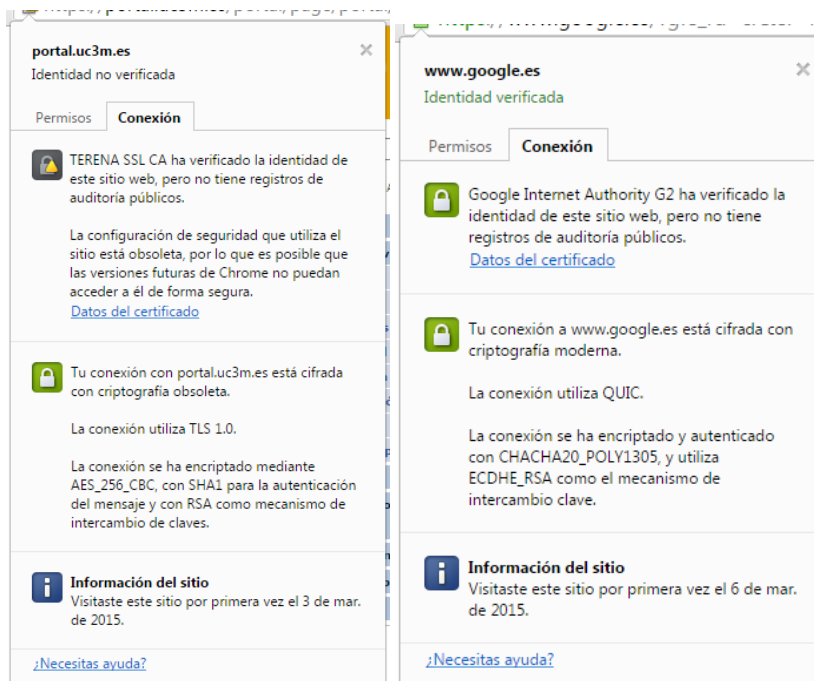 portal.uc3m.es
Identidad no verificada
Permisos
Conexión
TERENA SSL CA ha verificado la identidad de
este sitio web, pero no tiene registros de
auditoría públicos.
La configuración de seguridad que utiliza el
sitio está obsoleta, por lo que es posible que
las versiones futuras de Chrome no puedan
acceder a él de forma segura.
Datos del certificado
Tu conexión con portal.uc3m.es está cifrada
con criptografía obsoleta.
La conexión utiliza TLS 1.0.
La conexión se ha encriptado mediante
AES_256_CBC, con SHA1 para la autenticación
del mensaje y con RSA como mecanismo de
intercambio de claves.
Información del sitio
Visitaste este sitio por primera vez el 3 de mar.
de 2015.
¿Necesitas ayuda?
www.google.es
Identidad verificada
Permisos
Conexión
Google Internet Authority G2 ha verificado la
identidad de este sitio web, pero no tiene
registros de auditoría públicos.
Datos del certificado
Tu conexión a www.google.es está cifrada con
criptografía moderna.
La conexión utiliza QUIC.
La conexión se ha encriptado y autenticado
con CHACHA20_POLY1305, y utiliza
ECDHE_RSA como el mecanismo de
intercambio clave.
Información del sitio
Visitaste este sitio por primera vez el 6 de mar.
de 2015.
¿Necesitas ayuda?